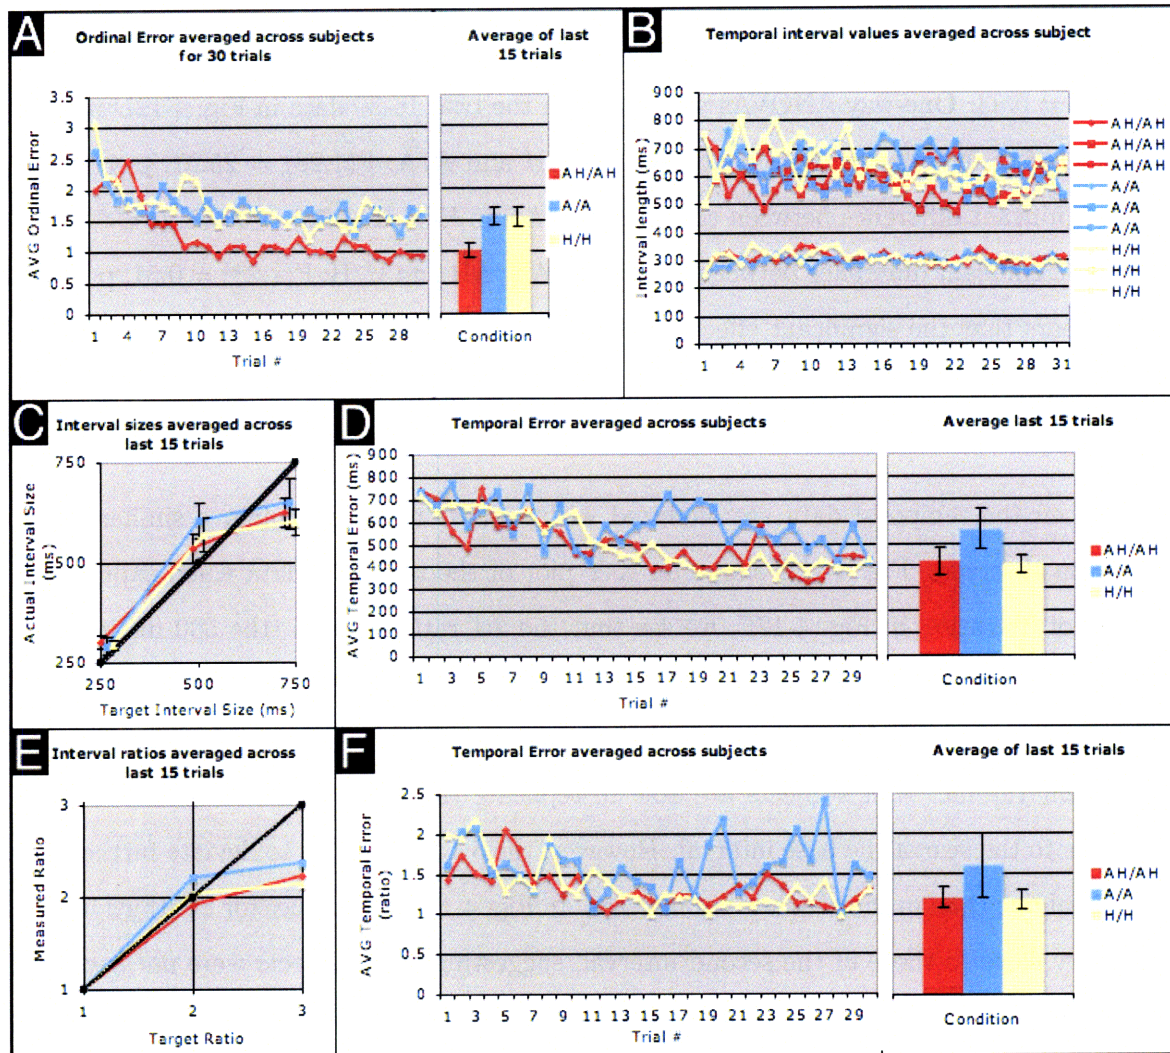 A
Ordinal Error averaged across subjects
for 30 trials
Average of last
15 trials
AVG Ordinal Error
3.5
3
2.5
2
1.5
1
0.5
0
1 4 7 10 13 16 19 22 25 28
Trial #
Condition
AH/AH
A/A
H/H
B
Temporal interval values averaged across subject
Interval length (ms)
900
800
700
600
500
400
300
200
100
0
1 4 7 10 13 16 19 22 25 28 31
AH/AH
AH/AH
AH/AH
A/A
A/A
A/A
H/H
H/H
H/H
C
Interval sizes averaged across
last 15 trials
Actual Interval Size
(ms)
750
500
250
250 500 750
Target Interval Size (ms)
D
Temporal Error averaged across subjects
Average last 15 trials
AVG Temporal Error (ms)
900
800
700
600
500
400
300
200
100
0
1 3 5 7 9 11 13 15 17 19 21 23 25 27 29
Trial #
Condition
AH/AH
A/A
H/H
E
Interval ratios averaged across
last 15 trials
Measured Ratio
3
2
1
1 2 3
Target Ratio
F
Temporal Error averaged across subjects
Average of last 15 trials
AVG Temporal Error
(ratio)
2.5
2
1.5
1
0.5
0
1 3 5 7 9 11 13 15 17 19 21 23 25 27 29
Trial #
Condition
AH/AH
A/A
H/H